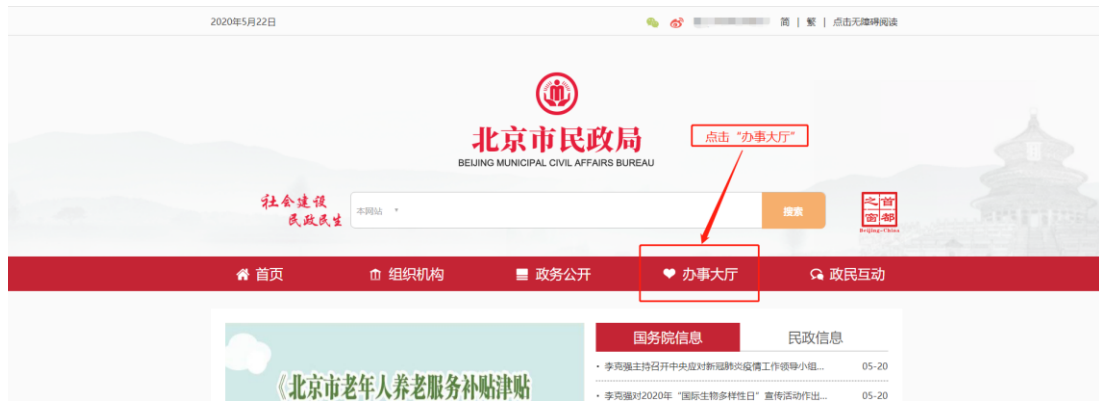 2020年5月22日
简 | 繁 | 点击无障碍阅读
北京市民政局
BEIJING MUNICIPAL CIVIL AFFAIRS BUREAU
点击“办事大厅”
社会建设
民政民生
本网站
搜索
首都之窗
Beijing-China
首页 组织机构 政务公开 办事大厅 政民互动
国务院信息 民政信息
· 李克强主持召开中央应对新冠肺炎疫情工作领导小组... 05-20
《北京市老年人养老服务补贴津贴
· 李克强对2020年“国际生物多样性日”宣传活动作出... 05-20